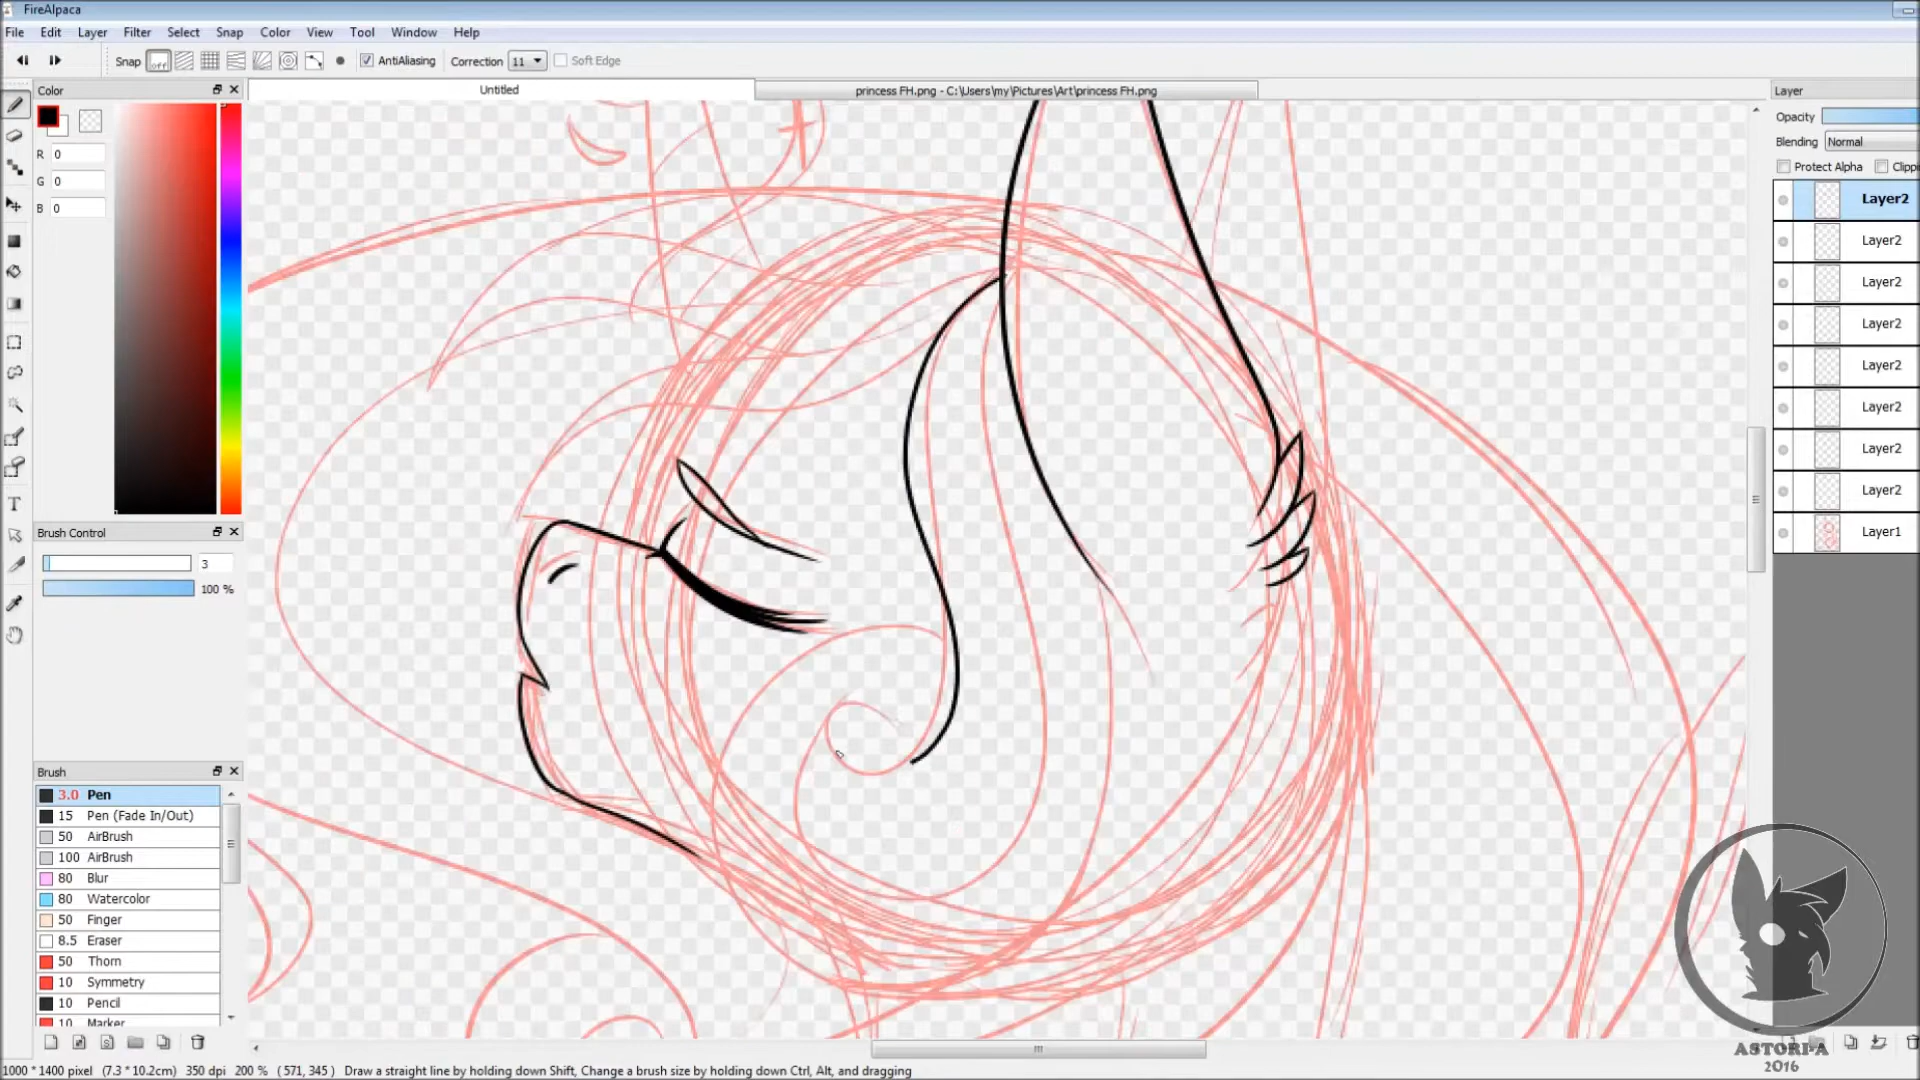 FireAlpaca
File Edit Layer Filter Select Snap Color View Tool Window Help
Snap off AntiAliasing Correction 11 Soft Edge
Color
Untitled
princess FH.png - C:\Users\my\Pictures\Art\princess FH.png
Layer
R 0
G 0
B 0
Opacity
Blending Normal
Protect Alpha Clippi
Layer2
Layer2
Layer2
Layer2
Layer2
Layer2
Layer2
Layer2
Layer1
Brush Control
3
100 %
Brush
3.0 Pen
15 Pen (Fade In/Out)
50 AirBrush
100 AirBrush
80 Blur
80 Watercolor
50 Finger
8.5 Eraser
50 Thorn
10 Symmetry
10 Pencil
10 Marker
1000 * 1400 pixel (7.3 * 10.2cm) 350 dpi 200 % ( 571, 345 ) Draw a straight line by holding down Shift, Change a brush size by holding down Ctrl, Alt, and dragging
2016